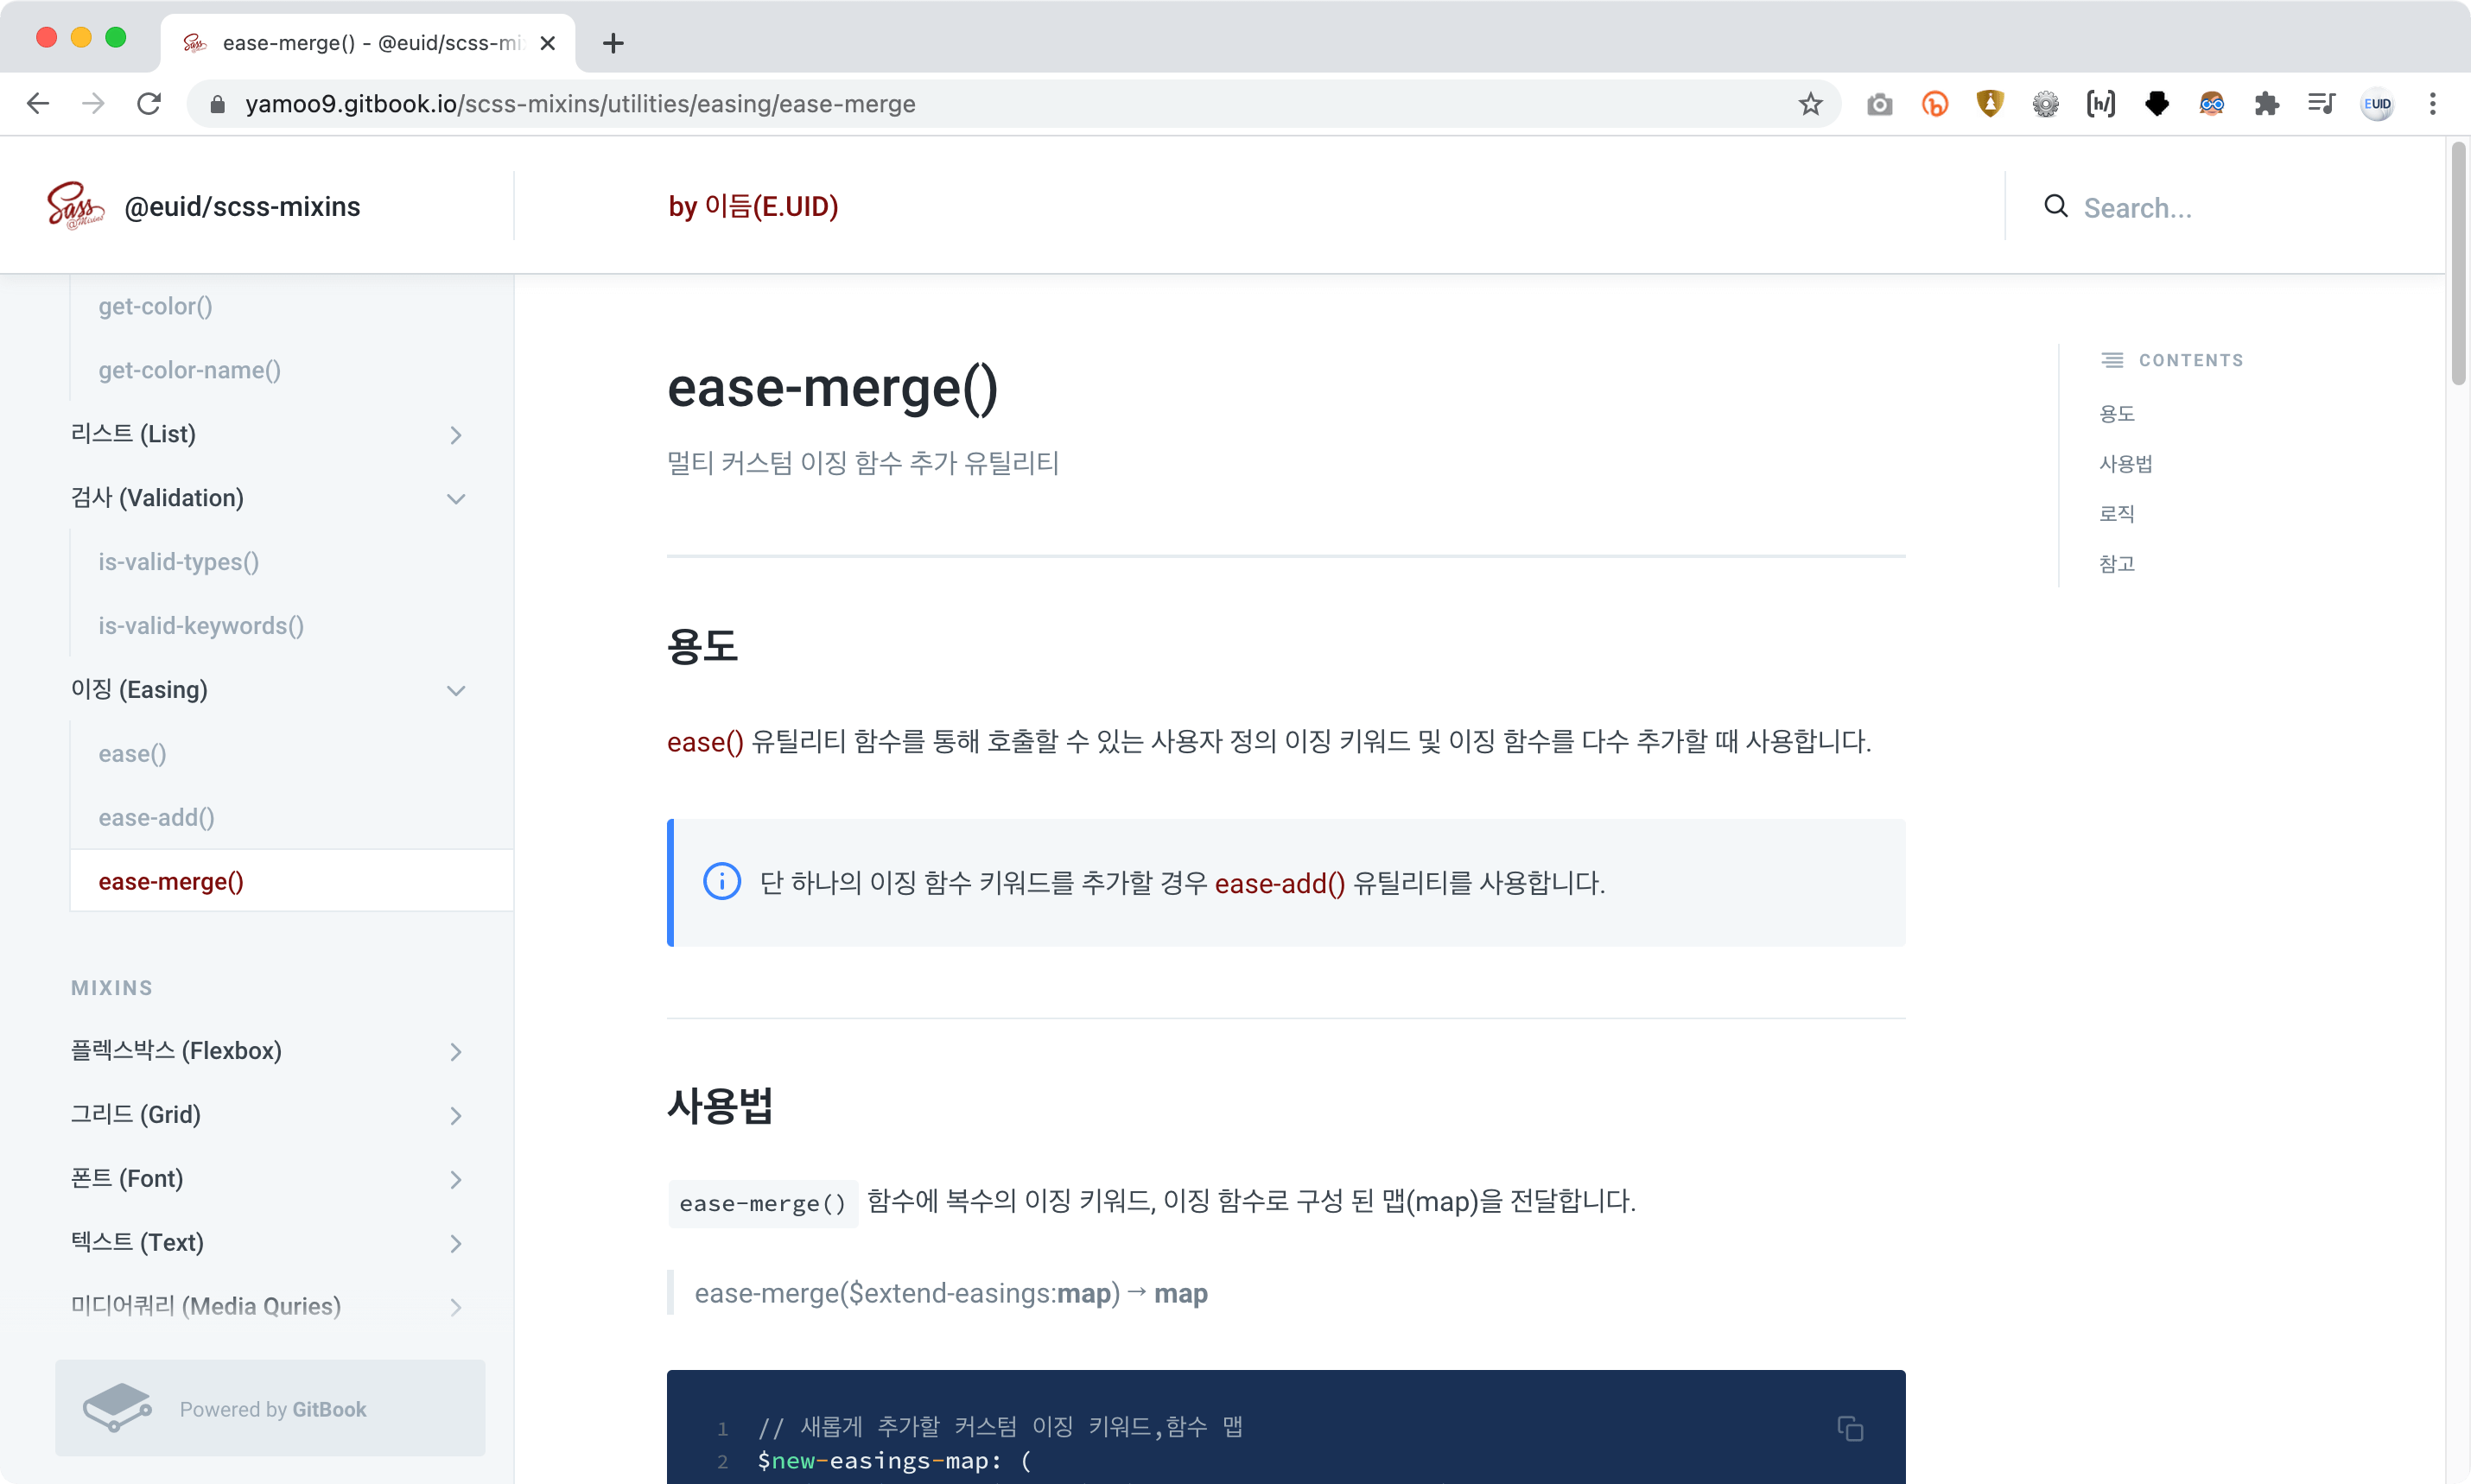 ease-merge() - @euid/scss-mi
yamoo9.gitbook.io/scss-mixins/utilities/easing/ease-merge
EUID
Sass
@Mixins
@euid/scss-mixins
by 이듬(E.UID)
Search...
get-color()
get-color-name()
리스트 (List)
검사 (Validation)
is-valid-types()
is-valid-keywords()
이징 (Easing)
ease()
ease-add()
ease-merge()
MIXINS
플렉스박스 (Flexbox)
그리드 (Grid)
폰트 (Font)
텍스트 (Text)
미디어쿼리 (Media Quries)
Powered by GitBook
ease-merge()
멀티 커스텀 이징 함수 추가 유틸리티
용도
ease() 유틸리티 함수를 통해 호출할 수 있는 사용자 정의 이징 키워드 및 이징 함수를 다수 추가할 때 사용합니다.
단 하나의 이징 함수 키워드를 추가할 경우 ease-add() 유틸리티를 사용합니다.
사용법
ease-merge() 함수에 복수의 이징 키워드, 이징 함수로 구성 된 맵(map)을 전달합니다.
ease-merge($extend-easings:map) → map
1 // 새롭게 추가할 커스텀 이징 키워드,함수 맵
2 $new-easings-map: (
CONTENTS
용도
사용법
로직
참고